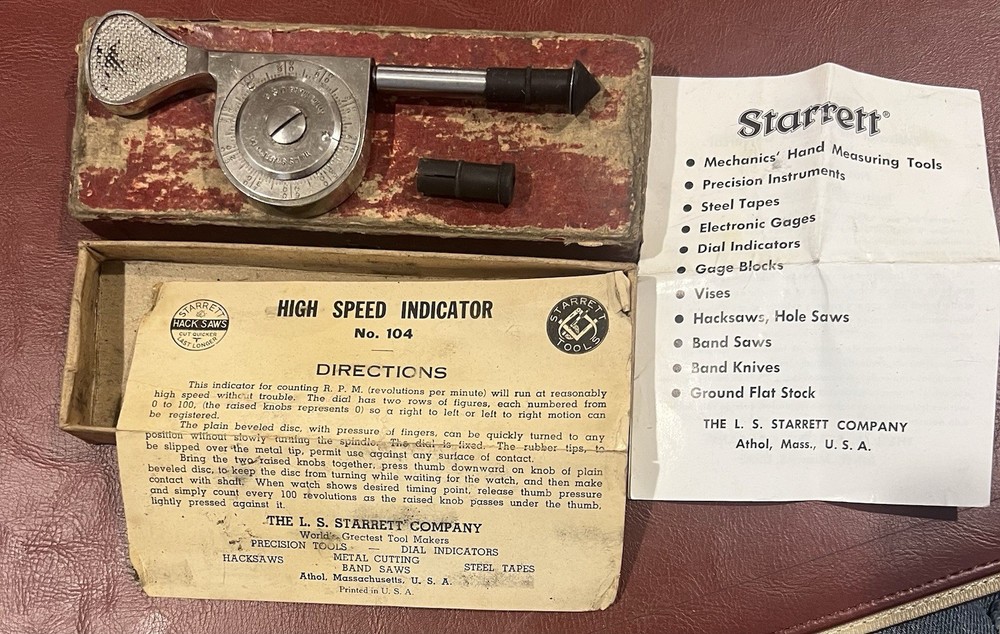 HIGH SPEED INDICATOR
No. 104
STARRETT
HACK SAWS
CUT QUICKER
LAST LONGER
STARRETT
TOOLS
DIRECTIONS
This indicator for counting R. P. M. (revolutions per minute) will run at reasonably
high speed without trouble. The dial has two rows of figures, each numbered from
0 to 100, (the raised knobs represents 0) so a right to left or left to right motion can
be registered.
The plain beveled disc, with pressure of fingers, can be quickly turned to any
position without slowly turning the spindle. The dial is fixed. The rubber tips, to
be slipped over the metal tip, permit use against any surface of contact.
Bring the two raised knobs together, press thumb downward on knob of plain
beveled disc, to keep the disc from turning while waiting for the watch, and then make
contact with shaft. When watch shows desired timing point, release thumb pressure
and simply count every 100 revolutions as the raised knob passes under the thumb,
lightly pressed against it.
THE L. S. STARRETT COMPANY
World's Greatest Tool Makers
PRECISION TOOLS — DIAL INDICATORS
HACKSAWS METAL CUTTING BAND SAWS STEEL TAPES
Athol, Massachusetts, U. S. A.
Printed in U. S. A.
Starrett®
● Mechanics' Hand Measuring Tools
● Precision Instruments
● Steel Tapes
● Electronic Gages
● Dial Indicators
● Gage Blocks
● Vises
● Hacksaws, Hole Saws
● Band Saws
● Band Knives
● Ground Flat Stock
THE L. S. STARRETT COMPANY
Athol, Mass., U. S. A.